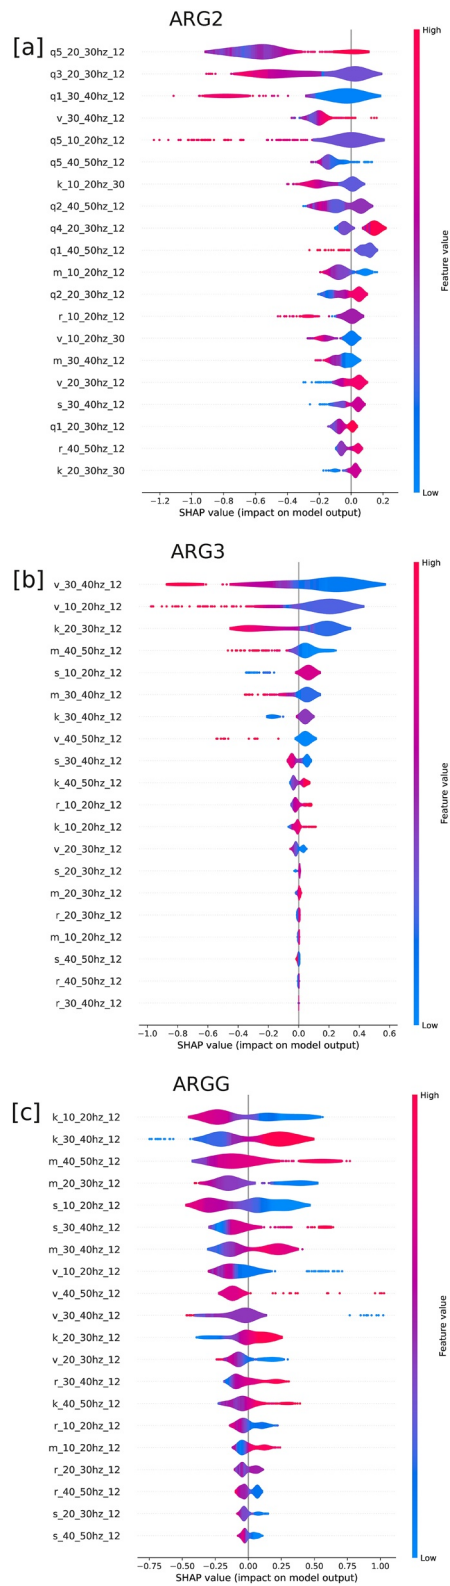 ARG2
[a]
High
q5_20_30hz_12
q3_20_30hz_12
q1_30_40hz_12
v_30_40hz_12
q5_10_20hz_12
q5_40_50hz_12
k_10_20hz_30
q2_40_50hz_12
q4_20_30hz_12
q1_40_50hz_12
m_10_20hz_12
q2_20_30hz_12
r_10_20hz_12
v_10_20hz_30
m_30_40hz_12
v_20_30hz_12
s_30_40hz_12
q1_20_30hz_12
r_40_50hz_12
k_20_30hz_30
Feature value
Low
−1.2 −1.0 −0.8 −0.6 −0.4 −0.2 0.0 0.2
SHAP value (impact on model output)
ARG3
[b]
High
v_30_40hz_12
v_10_20hz_12
k_20_30hz_12
m_40_50hz_12
s_10_20hz_12
m_30_40hz_12
k_30_40hz_12
v_40_50hz_12
s_30_40hz_12
k_40_50hz_12
r_10_20hz_12
k_10_20hz_12
v_20_30hz_12
s_20_30hz_12
m_20_30hz_12
r_20_30hz_12
m_10_20hz_12
s_40_50hz_12
r_40_50hz_12
r_30_40hz_12
Feature value
Low
−1.0 −0.8 −0.6 −0.4 −0.2 0.0 0.2 0.4 0.6
SHAP value (impact on model output)
ARGG
[c]
High
k_10_20hz_12
k_30_40hz_12
m_40_50hz_12
m_20_30hz_12
s_10_20hz_12
s_30_40hz_12
m_30_40hz_12
v_10_20hz_12
v_40_50hz_12
v_30_40hz_12
k_20_30hz_12
v_20_30hz_12
r_30_40hz_12
k_40_50hz_12
r_10_20hz_12
m_10_20hz_12
r_20_30hz_12
r_40_50hz_12
s_20_30hz_12
s_40_50hz_12
Feature value
Low
−0.75 −0.50 −0.25 0.00 0.25 0.50 0.75 1.00
SHAP value (impact on model output)